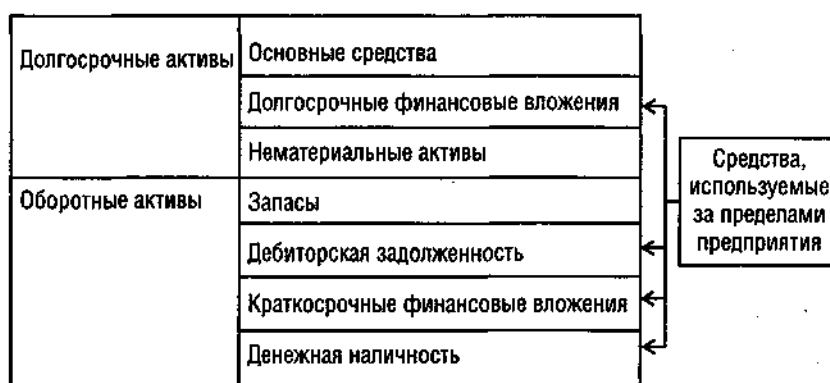 Долгосрочные активы
Основные средства
Долгосрочные финансовые вложения
Нематериальные активы
Оборотные активы
Запасы
Дебиторская задолженность
Краткосрочные финансовые вложения
Денежная наличность
Средства,
используемые
за пределами
предприятия